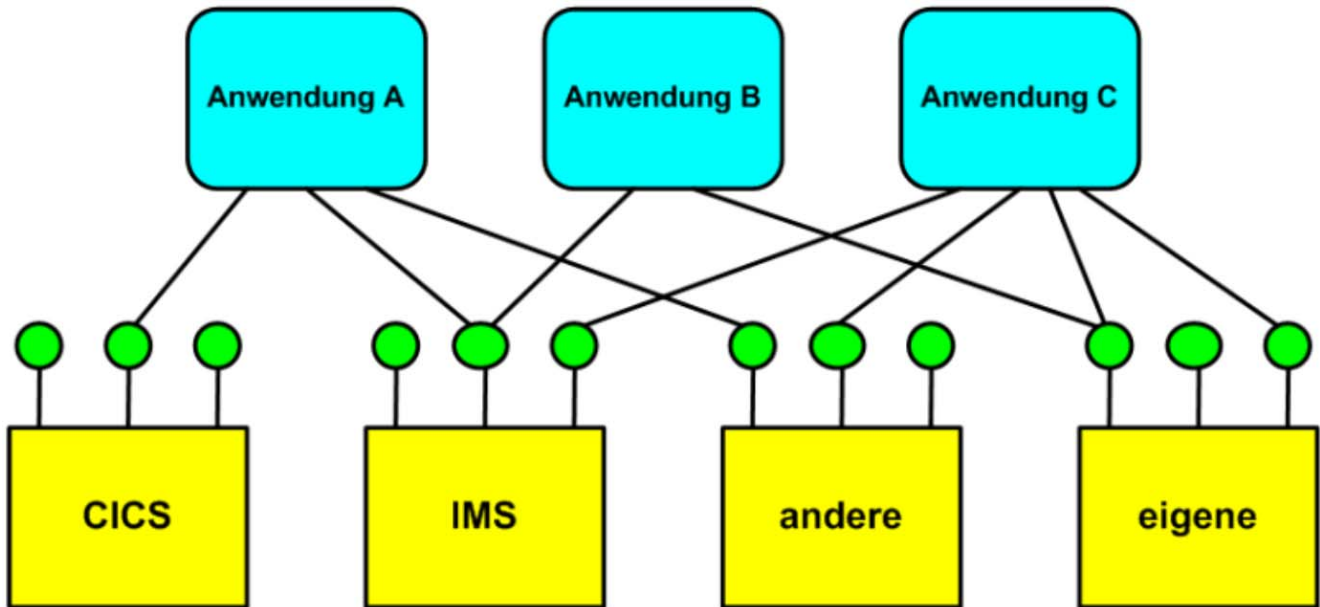 Anwendung A
Anwendung B
Anwendung C
CICS
IMS
andere
eigene